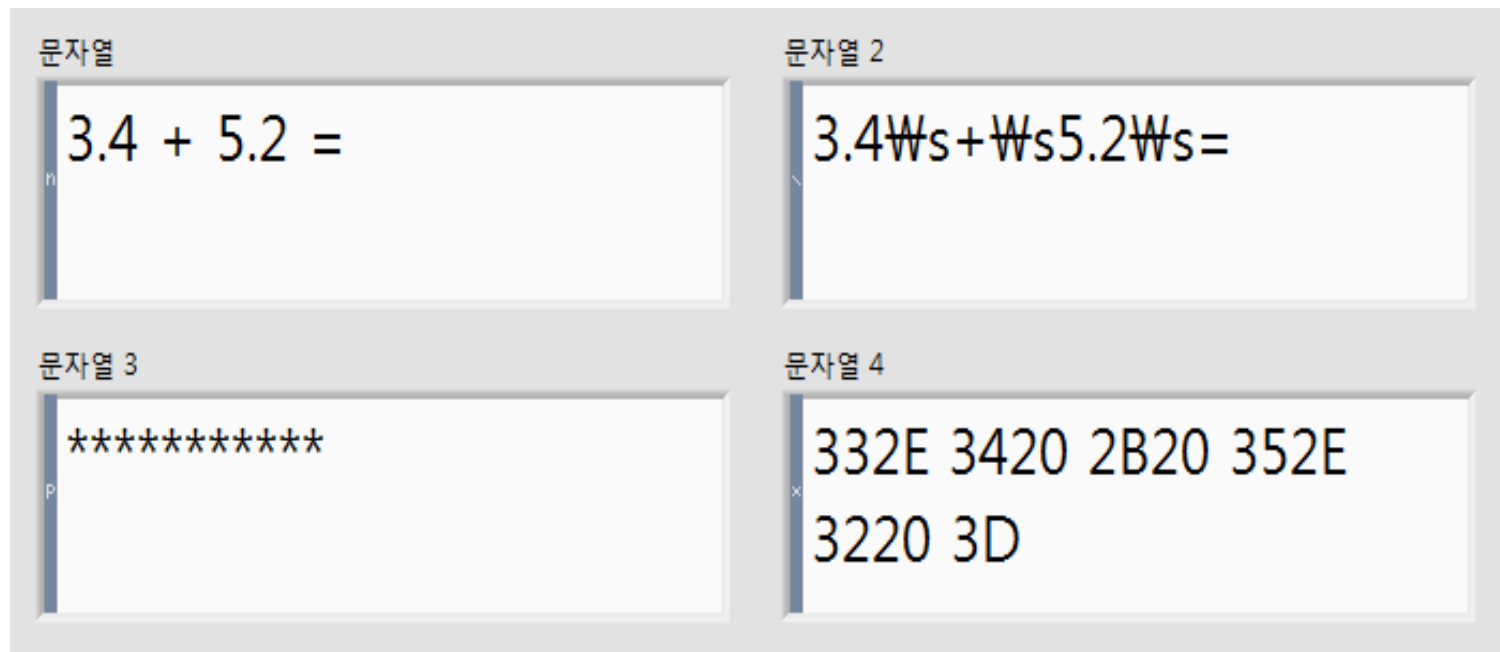 문자열
3.4 + 5.2 =
n
문자열 2
3.4₩s+₩s5.2₩s=
\
문자열 3
***********
p
문자열 4
332E 3420 2B20 352E
3220 3D
x